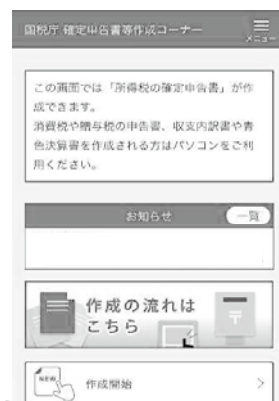 国税庁 確定申告書等作成コーナー
メニュー
この画面では「所得税の確定申告書」が作
成できます。
消費税や贈与税の申告書、収支内訳書や青
色決算書を作成される方はパソコンをご利
用ください。
お知らせ
一覧
作成の流れは
こちら
〒
NEW
作成開始